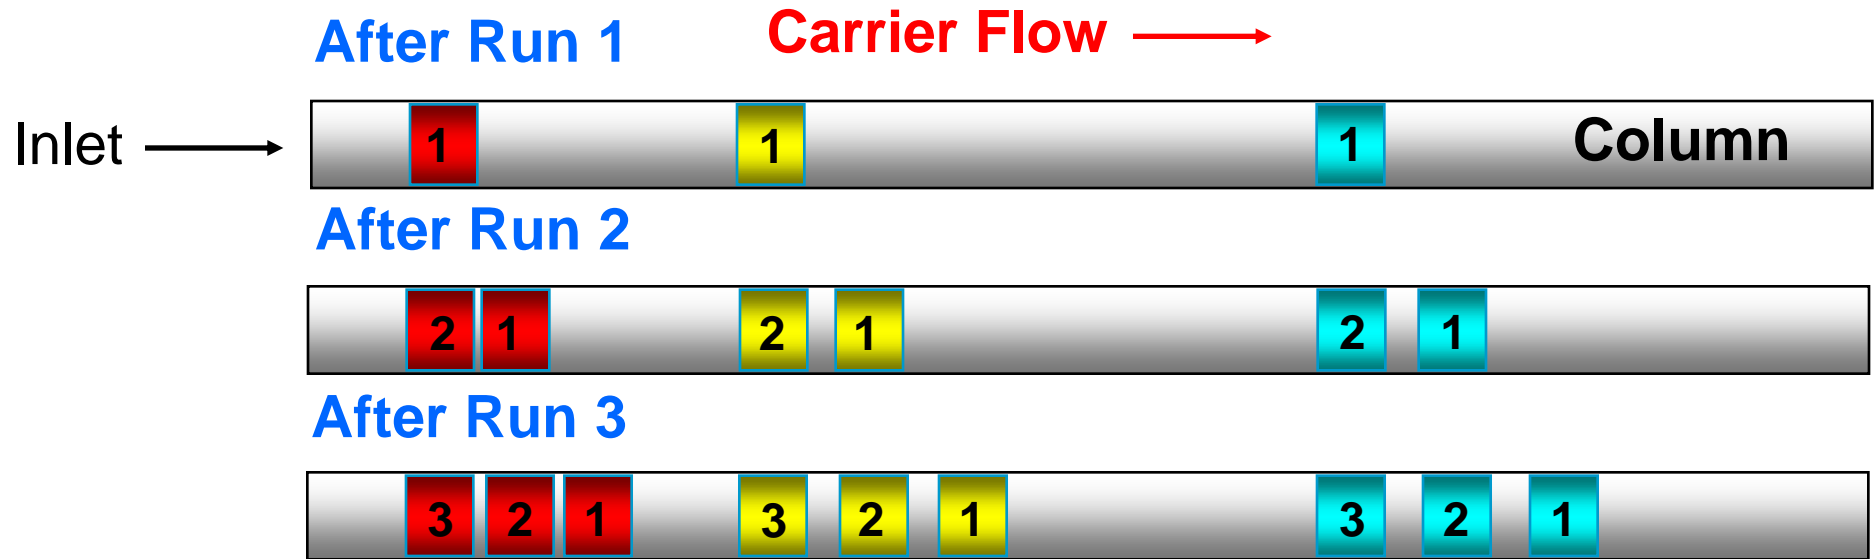 After Run 1 Carrier Flow
Inlet 1 1 1 Column
After Run 2
2 1 2 1 2 1
After Run 3
3 2 1 3 2 1 3 2 1